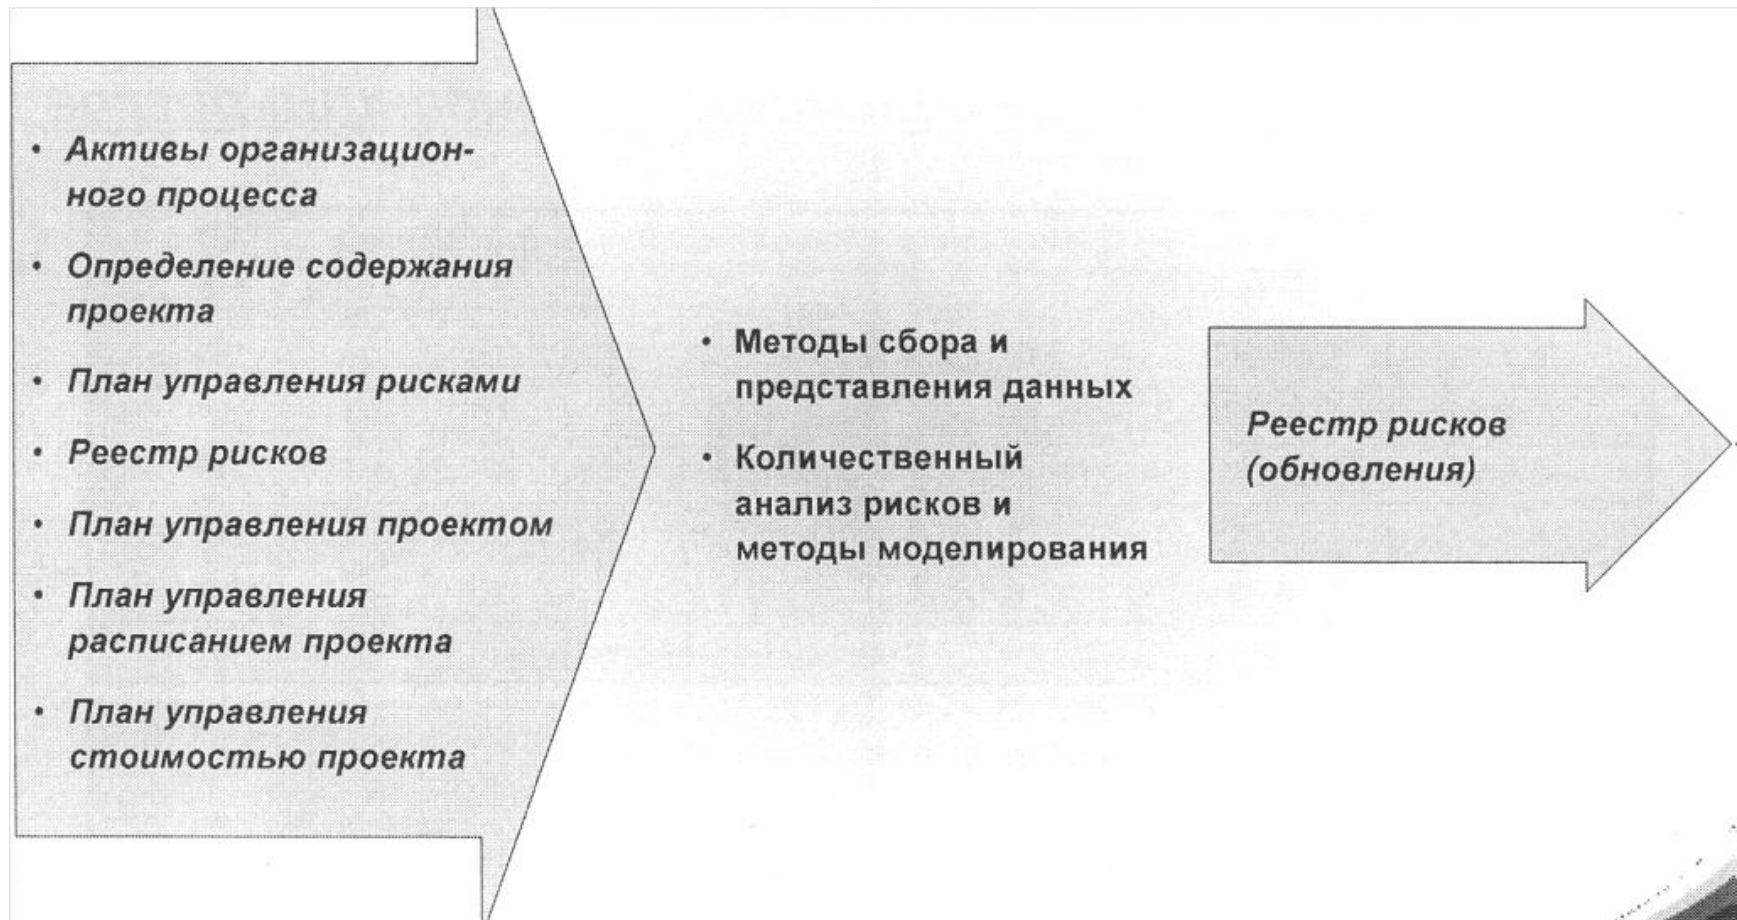 • Активы организацион-
ного процесса
• Определение содержания
проекта
• План управления рисками
• Реестр рисков
• План управления проектом
• План управления
расписанием проекта
• План управления
стоимостью проекта
• Методы сбора и
представления данных
• Количественный
анализ рисков и
методы моделирования
Реестр рисков
(обновления)